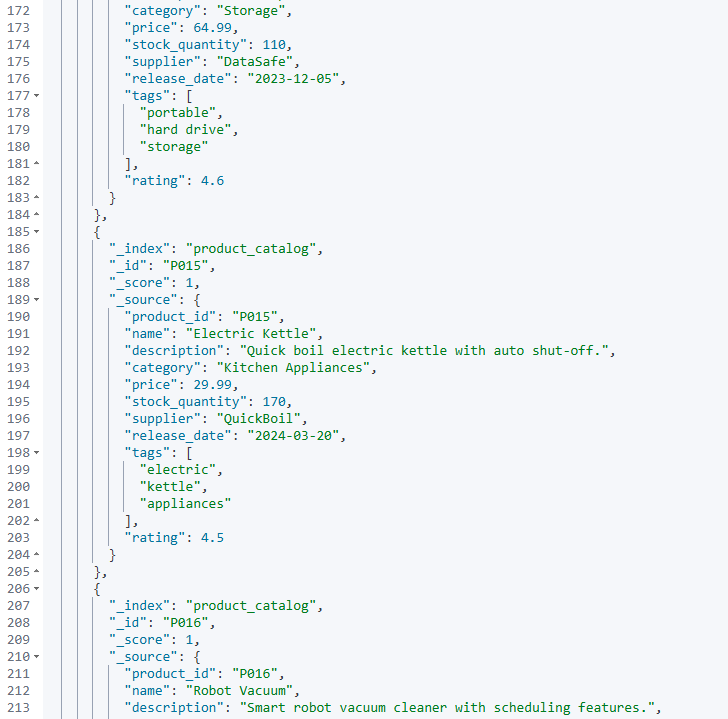 172 "category": "Storage",
173 "price": 64.99,
174 "stock_quantity": 110,
175 "supplier": "DataSafe",
176 "release_date": "2023-12-05",
177 "tags": [
178 "portable",
179 "hard drive",
180 "storage"
181 ],
182 "rating": 4.6
183 }
184 },
185 {
186 "_index": "product_catalog",
187 "_id": "P015",
188 "_score": 1,
189 "_source": {
190 "product_id": "P015",
191 "name": "Electric Kettle",
192 "description": "Quick boil electric kettle with auto shut-off.",
193 "category": "Kitchen Appliances",
194 "price": 29.99,
195 "stock_quantity": 170,
196 "supplier": "QuickBoil",
197 "release_date": "2024-03-20",
198 "tags": [
199 "electric",
200 "kettle",
201 "appliances"
202 ],
203 "rating": 4.5
204 }
205 },
206 {
207 "_index": "product_catalog",
208 "_id": "P016",
209 "_score": 1,
210 "_source": {
211 "product_id": "P016",
212 "name": "Robot Vacuum",
213 "description": "Smart robot vacuum cleaner with scheduling features.",